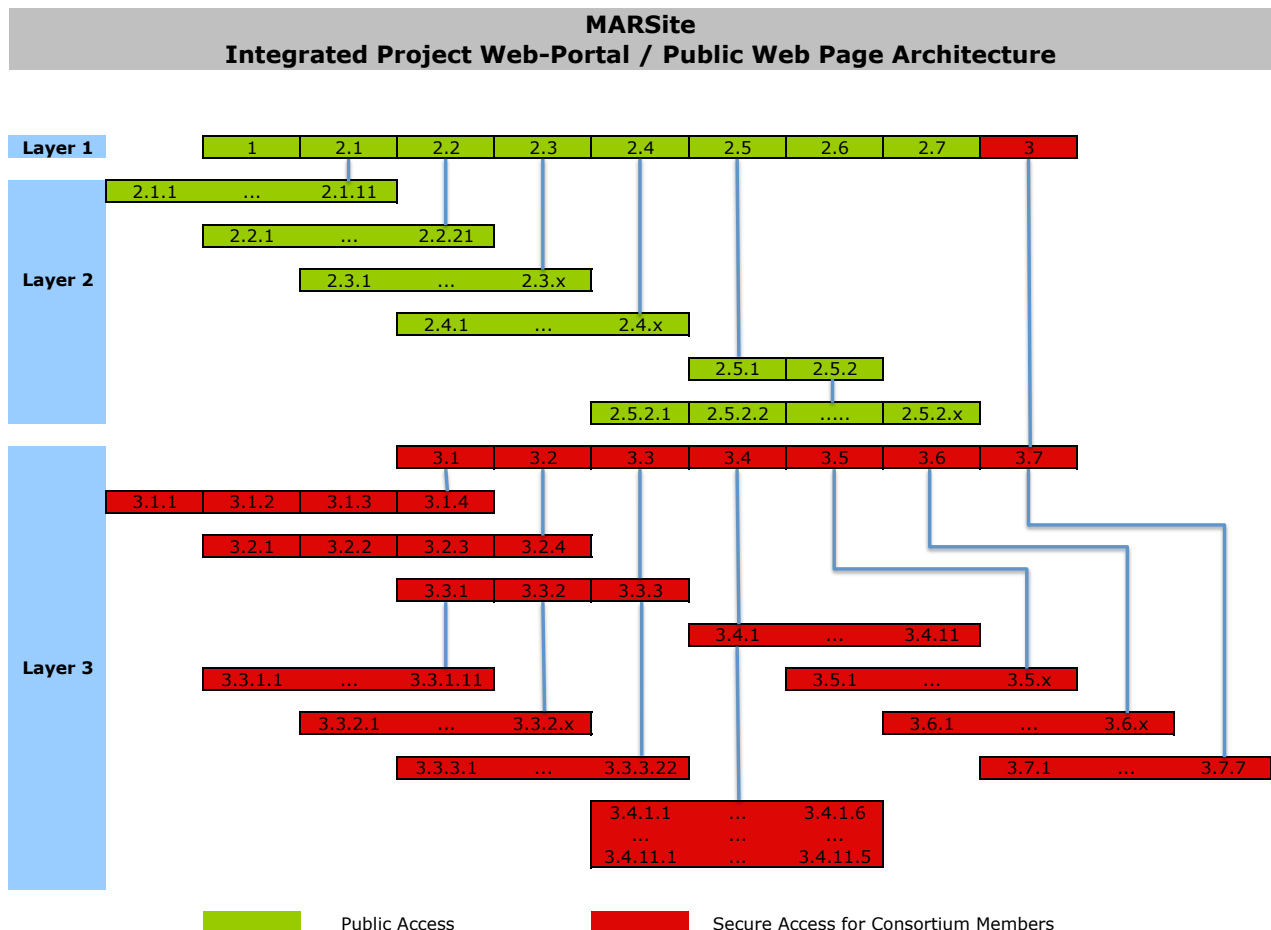 MARSite
Integrated Project Web-Portal / Public Web Page Architecture
Layer 1 1 2.1 2.2 2.3 2.4 2.5 2.6 2.7 3
2.1.1 ... 2.1.11
2.2.1 ... 2.2.21
Layer 2 2.3.1 ... 2.3.x
2.4.1 ... 2.4.x
2.5.1 2.5.2
2.5.2.1 2.5.2.2 ..... 2.5.2.x
3.1 3.2 3.3 3.4 3.5 3.6 3.7
3.1.1 3.1.2 3.1.3 3.1.4
3.2.1 3.2.2 3.2.3 3.2.4
3.3.1 3.3.2 3.3.3
3.4.1 ... 3.4.11
Layer 3 3.3.1.1 ... 3.3.1.11 3.5.1 ... 3.5.x
3.3.2.1 ... 3.3.2.x 3.6.1 ... 3.6.x
3.3.3.1 ... 3.3.3.22 3.7.1 ... 3.7.7
3.4.1.1 ... 3.4.1.6
... ... ...
3.4.11.1 ... 3.4.11.5
Public Access Secure Access for Consortium Members